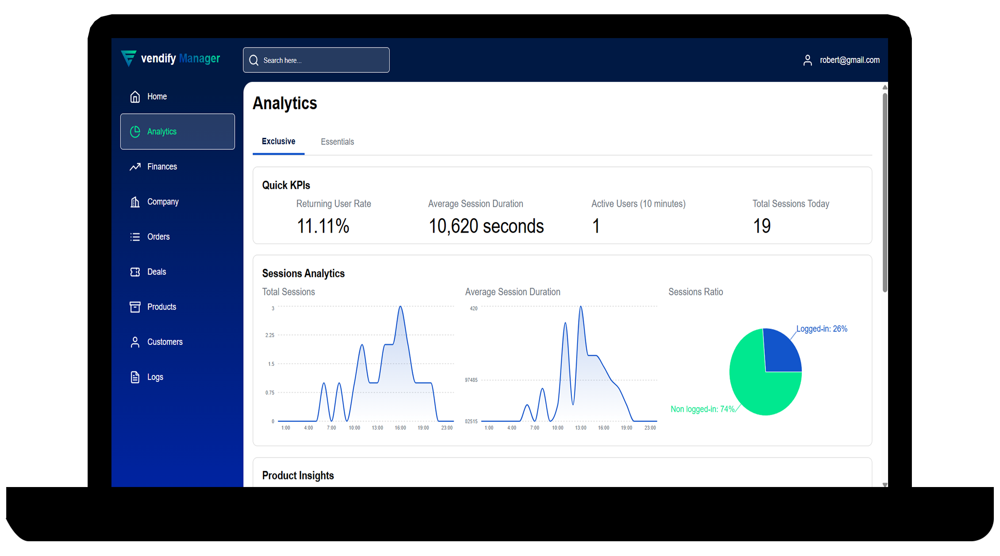 vendify Manager
Search here...
robert@gmail.com
Home
Analytics
Finances
Company
Orders
Deals
Products
Customers
Logs
Analytics
Exclusive Essentials
Quick KPIs
Returning User Rate Average Session Duration Active Users (10 minutes) Total Sessions Today
11.11% 10,620 seconds 1 19
Sessions Analytics
Total Sessions
3
2.25
1.5
0.75
0
1:00 4:00 7:00 10:00 13:00 16:00 19:00 23:00
Average Session Duration
420
97485
02515
1:00 4:00 7:00 10:00 13:00 16:00 19:00 23:00
Sessions Ratio
Logged-in: 26%
Non logged-in: 74%
Product Insights